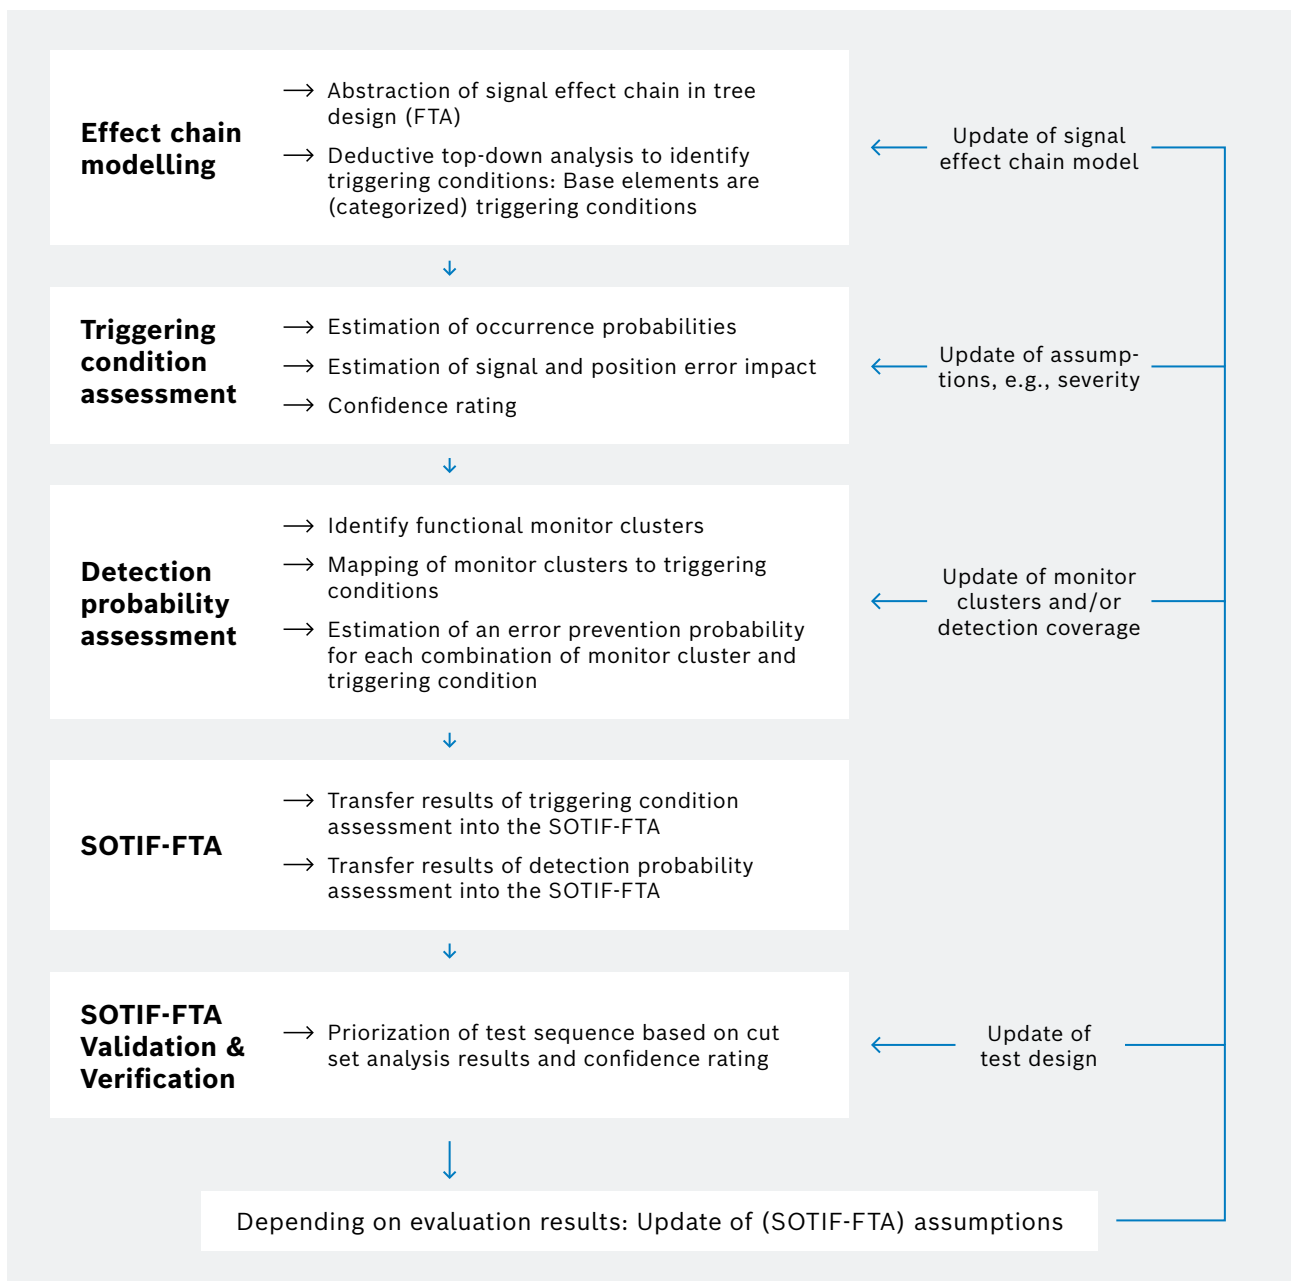 Effect chain
modelling
→ Abstraction of signal effect chain in tree
design (FTA)
→ Deductive top-down analysis to identify
triggering conditions: Base elements are
(categorized) triggering conditions
Update of signal
effect chain model
Triggering
condition
assessment
→ Estimation of occurrence probabilities
→ Estimation of signal and position error impact
→ Confidence rating
Update of assump-
tions, e.g., severity
Detection
probability
assessment
→ Identify functional monitor clusters
→ Mapping of monitor clusters to triggering
conditions
→ Estimation of an error prevention probability
for each combination of monitor cluster and
triggering condition
Update of monitor
clusters and/or
detection coverage
SOTIF-FTA
→ Transfer results of triggering condition
assessment into the SOTIF-FTA
→ Transfer results of detection probability
assessment into the SOTIF-FTA
SOTIF-FTA
Validation &
Verification
→ Priorization of test sequence based on cut
set analysis results and confidence rating
Update of
test design
Depending on evaluation results: Update of (SOTIF-FTA) assumptions